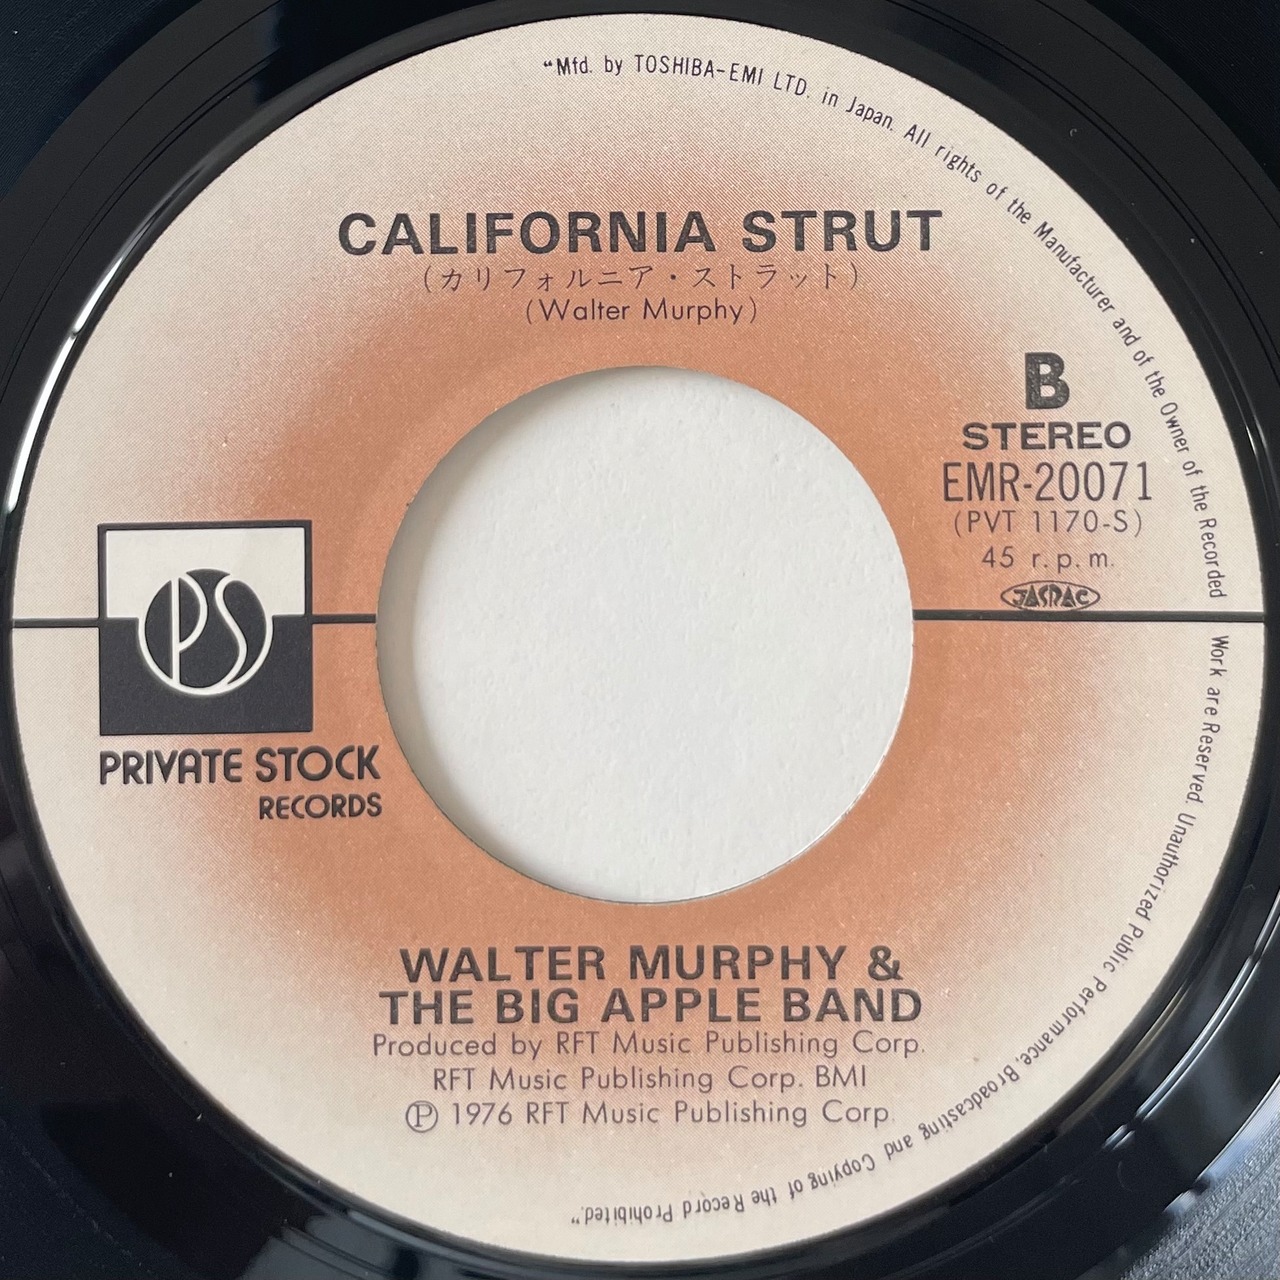 “Mfd. by TOSHIBA-EMI LTD. in Japan. All rights of the Manufacturer and of the Owner of the Recorded Work are Reserved. Unauthorized Public Performance, Broadcasting and Copying of the Record Prohibited.”
CALIFORNIA STRUT
(カリフォルニア・ストラット)
(Walter Murphy)
B
STEREO
EMR-20071
(PVT 1170-S)
45 r.p.m.
JASRAC
PS
PRIVATE STOCK
RECORDS
WALTER MURPHY &
THE BIG APPLE BAND
Produced by RFT Music Publishing Corp.
RFT Music Publishing Corp. BMI
Ⓟ 1976 RFT Music Publishing Corp.